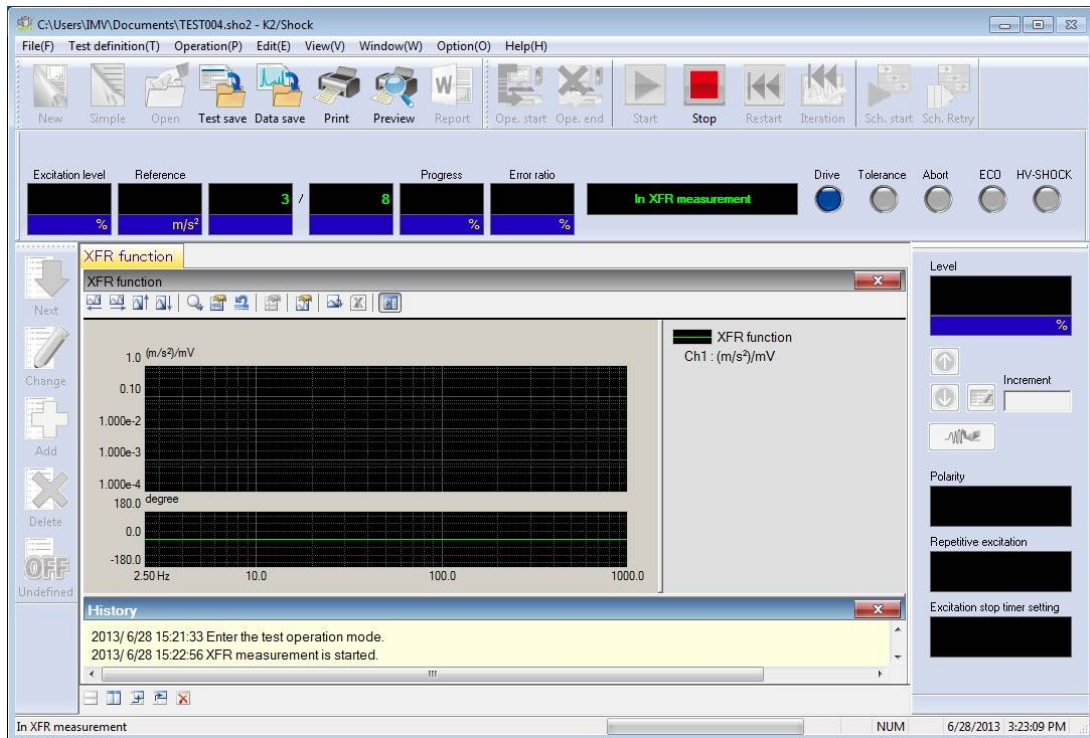 C:\Users\IMV\Documents\TEST004.sho2 - K2/Shock
File(F) Test definition(T) Operation(P) Edit(E) View(V) Window(W) Option(O) Help(H)
New Simple Open Test save Data save Print Preview Report Ope. start Ope. end Start Stop Restart Iteration Sch. start Sch. Retry
Excitation level Reference Progress Error ratio Drive Tolerance Abort ECO HV-SHOCK
3 / 8 In XFR measurement
% m/s² % %
XFR function
XFR function
Next
Change
Add
Delete
OFF
Undefined
XFR function
Ch1 : (m/s²)/mV
1.0 (m/s²)/mV
0.10
1.000e-2
1.000e-3
1.000e-4
180.0 degree
0.0
-180.0
2.50 Hz 10.0 100.0 1000.0
History
2013/ 6/28 15:21:33 Enter the test operation mode.
2013/ 6/28 15:22:56 XFR measurement is started.
Level
%
Increment
Polarity
Repetitive excitation
Excitation stop timer setting
In XFR measurement NUM 6/28/2013 3:23:09 PM